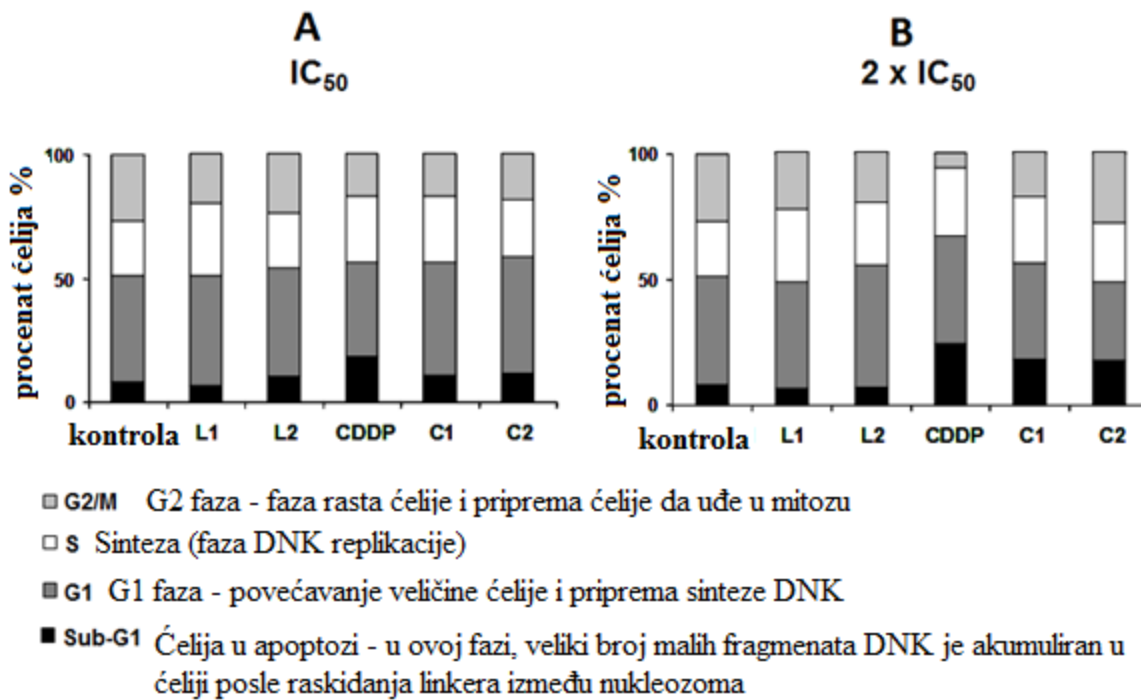 A
IC50
procenat ćelija %
100
50
0
kontrola L1 L2 CDDP C1 C2
B
2 x IC50
procenat ćelija %
100
50
0
kontrola L1 L2 CDDP C1 C2
G2/M G2 faza - faza rasta ćelije i priprema ćelije da uđe u mitozu
S Sinteza (faza DNK replikacije)
G1 G1 faza - povećavanje veličine ćelije i priprema sinteze DNK
Sub-G1 Ćelija u apoptozi - u ovoj fazi, veliki broj malih fragmenata DNK je akumuliran u
ćeliji posle raskidanja linkera između nukleozoma